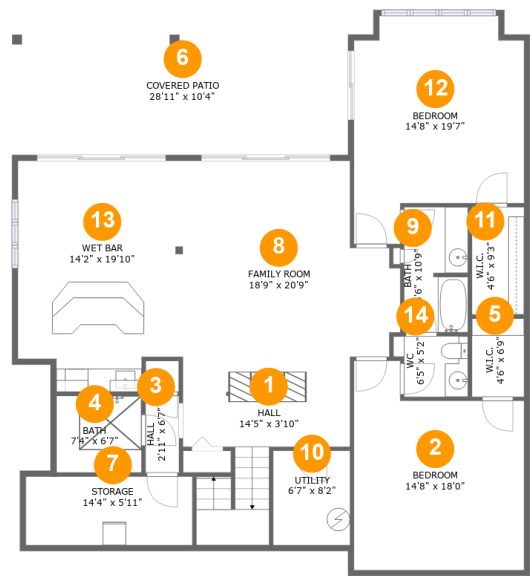 6
COVERED PATIO
28'11" x 10'4"
12
BEDROOM
14'8" x 19'7"
13
WET BAR
14'2" x 19'10"
8
FAMILY ROOM
18'9" x 20'9"
9
BATH
10'9"
11
W.I.C.
4'6" x 9'3"
14
WC
6'5" x 5'2"
5
W.I.C.
4'6" x 6'9"
1
HALL
14'5" x 3'10"
3
HALL
2'11" x 6'7"
4
BATH
7'4" x 6'7"
7
STORAGE
14'4" x 5'11"
10
UTILITY
6'7" x 8'2"
2
BEDROOM
14'8" x 18'0"